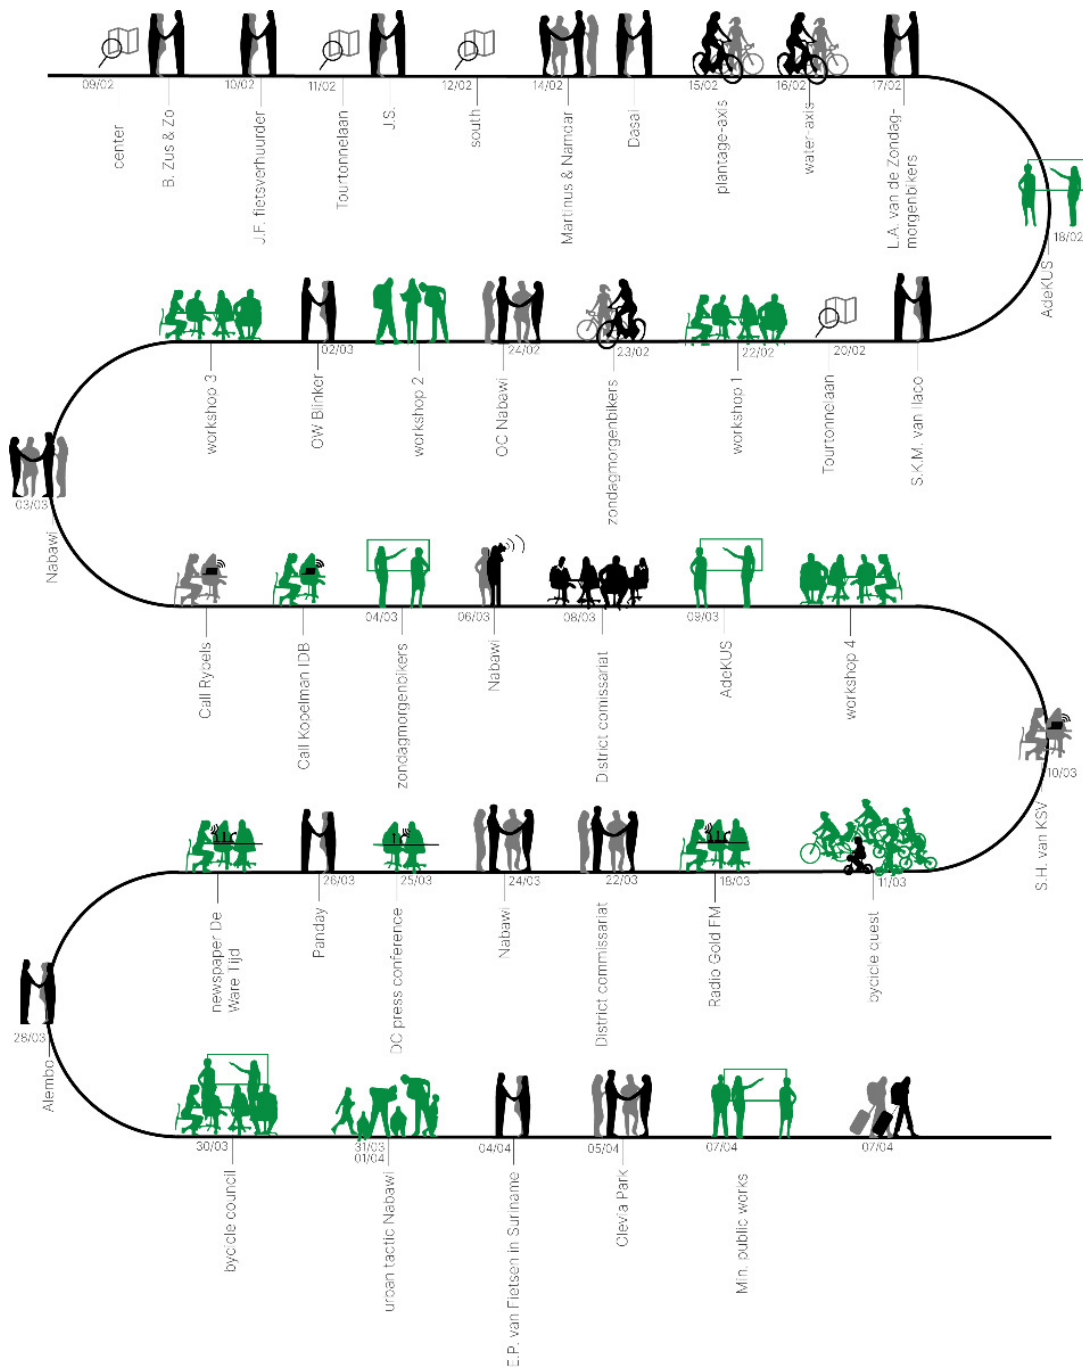 09/02
center
B. Zus & Zo
10/02
J.F. fietsverhuurder
11/02
Tourtonnelaan
J.S.
12/02
south
14/02
Martinus & Namdar
Dasai
15/02
plantage-axis
16/02
water-axis
17/02
L.A. van de Zondag-
morgenbikers
18/02
AdeKUS
S.K.M. van Ilaco
20/02
Tourtonnelaan
22/02
workshop 1
23/02
zondagmorgenbikers
24/02
OC Nabawi
workshop 2
02/03
OW Blinker
workshop 3
03/03
Nabawi
Call Rybels
Call Kopelman IDB
04/03
zondagmorgenbikers
06/03
Nabawi
08/03
District comissariat
09/03
AdeKUS
workshop 4
10/03
S.H. van KSV
11/03
bycicle quest
18/03
Radio Gold FM
22/03
District commissariat
24/03
Nabawi
25/03
DC press conference
26/03
Panday
newspaper De
Ware Tijd
28/03
Alembo
30/03
bycicle council
31/03
01/04
urban tactic Nabawi
04/04
E.P. van Fietsen in Suriname
05/04
Clevia Park
07/04
Min. public works
07/04